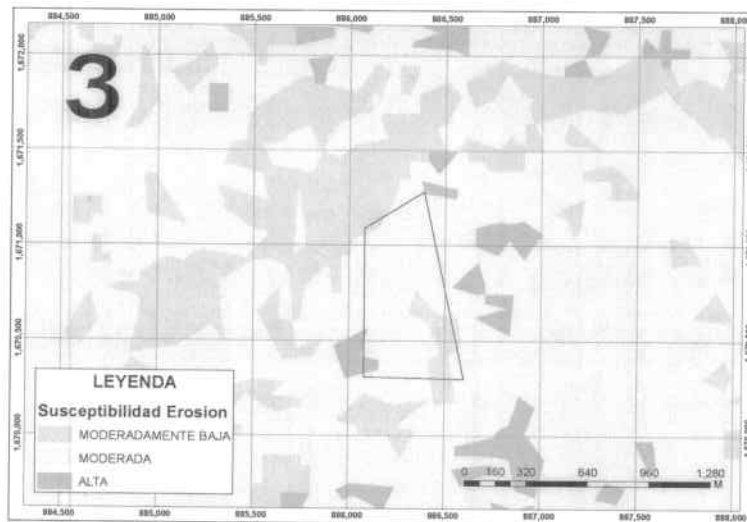 884,500 885,000 885,500 886,000 886,500 887,000 887,500 888,000
3
1,672,000
1,671,500
1,671,000
1,670,500
1,670,000
LEYENDA
Susceptibilidad Erosion
MODERADAMENTE BAJA
MODERADA
ALTA
0 160 320 640 960 1,280
M
884,500 885,000 885,500 886,000 886,500 887,000 887,500 888,000